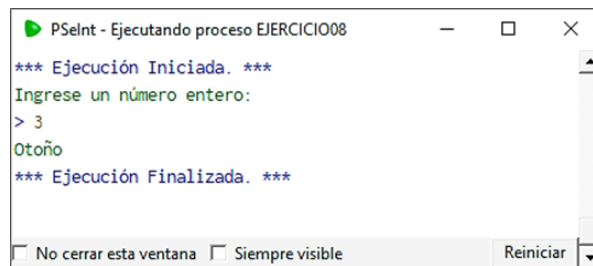 PSeInt - Ejecutando proceso EJERCICIO08
*** Ejecución Iniciada. ***
Ingrese un número entero:
> 3
Otoño
*** Ejecución Finalizada. ***
No cerrar esta ventana Siempre visible Reiniciar